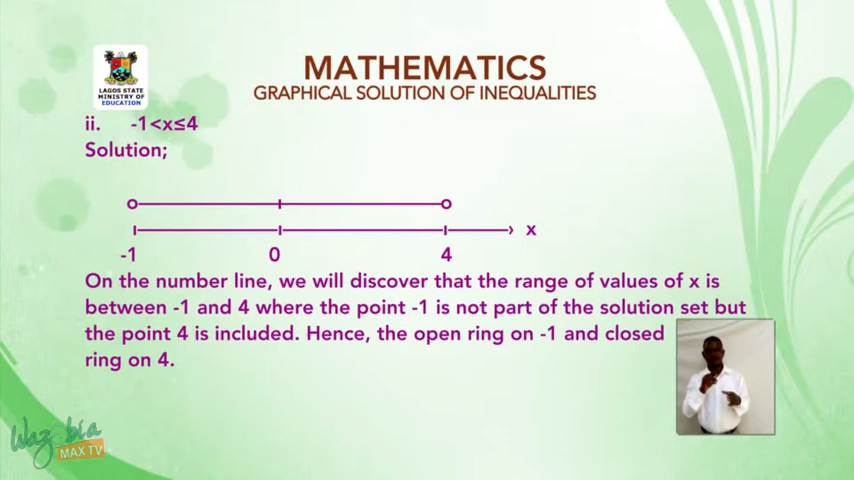 LAGOS STATE
MINISTRY OF
EDUCATION
MATHEMATICS
GRAPHICAL SOLUTION OF INEQUALITIES
ii. -1<x≤4
Solution;
x
-1 0 4
On the number line, we will discover that the range of values of x is
between -1 and 4 where the point -1 is not part of the solution set but
the point 4 is included. Hence, the open ring on -1 and closed
ring on 4.
Wazobia
MAX TV